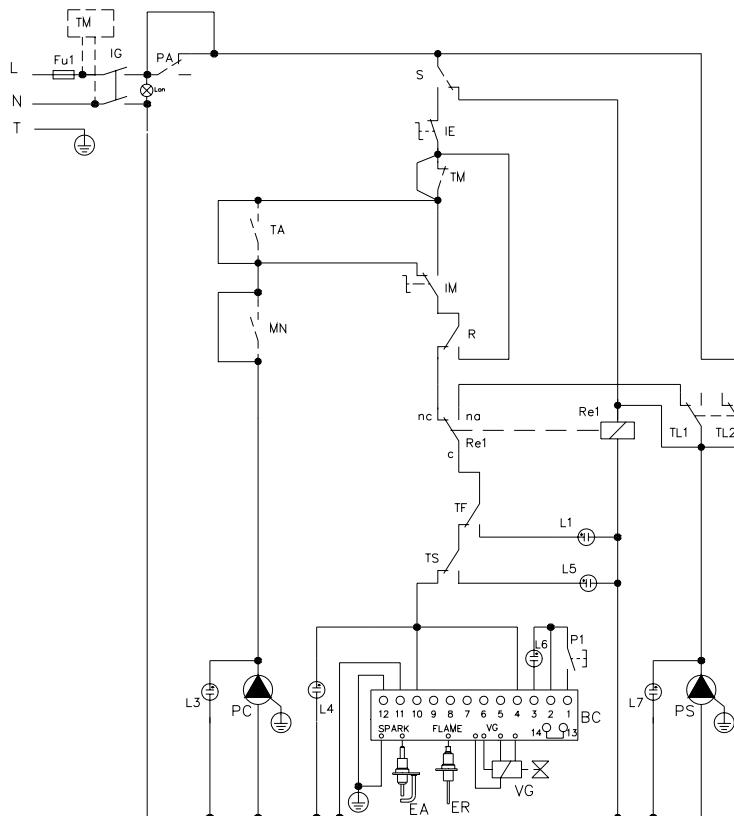 TM
Fu1
IG
PA
L
Lon
N
T
S
IE
TM
TA
IM
MN
R
nc
na
Re1
Re1
TL1
TL2
c
TF
L1
TS
L5
L6
P1
L3
PC
L4
L7
PS
12 11 10 9 8 7 6 5 4 3 2 1
BC
SPARK
FLAME
VG
14
13
EA
ER
VG